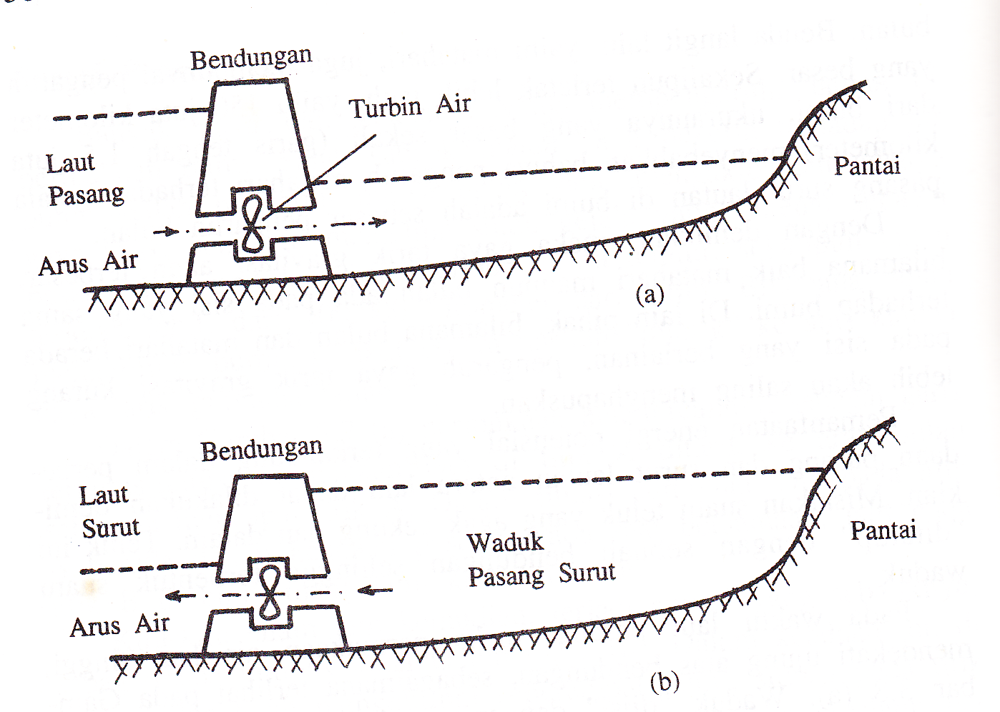 Bendungan
Turbin Air
Laut
Pasang
Pantai
Arus Air
(a)
Bendungan
Laut
Surut
Waduk
Pasang Surut
Pantai
Arus Air
(b)